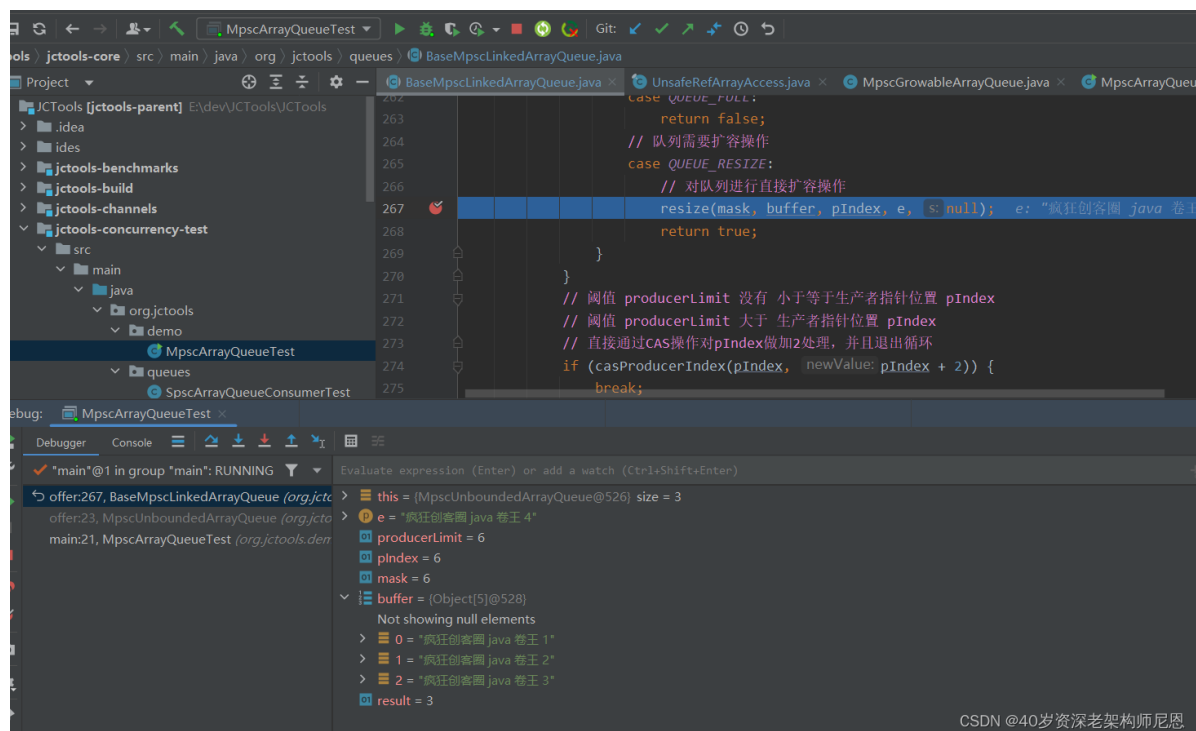 MpscArrayQueueTest Git:
ols jctools-core src main java org jctools queues BaseMpscLinkedArrayQueue.java
Project BaseMpscLinkedArrayQueue.java UnsafeRefArrayAccess.java MpscGrowableArrayQueue.java MpscArrayQueu
JCTools [jctools-parent] E:\dev\JCTools\JCTools
.idea
ides
jctools-benchmarks
jctools-build
jctools-channels
jctools-concurrency-test
src
main
java
org.jctools
demo
MpscArrayQueueTest
queues
SpscArrayQueueConsumerTest
262 case QUEUE_FULL:
263 return false;
264 // 队列需要扩容操作
265 case QUEUE_RESIZE:
266 // 对队列进行直接扩容操作
267 resize(mask, buffer, pIndex, e, s: null); e: "疯狂创客圈 java 卷王
268 return true;
269 }
270 }
271 // 阈值 producerLimit 没有 小于等于生产者指针位置 pIndex
272 // 阈值 producerLimit 大于 生产者指针位置 pIndex
273 // 直接通过CAS操作对pIndex做加2处理，并且退出循环
274 if (casProducerIndex(pIndex, newValue: pIndex + 2)) {
275 break;
ebug: MpscArrayQueueTest
Debugger Console
"main"@1 in group "main": RUNNING
offer:267, BaseMpscLinkedArrayQueue (org.jctc
offer:23, MpscUnboundedArrayQueue (org.jcto
main:21, MpscArrayQueueTest (org.jctools.dem
Evaluate expression (Enter) or add a watch (Ctrl+Shift+Enter)
this = {MpscUnboundedArrayQueue@526} size = 3
e = "疯狂创客圈 java 卷王 4"
producerLimit = 6
pIndex = 6
mask = 6
buffer = {Object[5]@528}
Not showing null elements
0 = "疯狂创客圈 java 卷王 1"
1 = "疯狂创客圈 java 卷王 2"
2 = "疯狂创客圈 java 卷王 3"
result = 3
CSDN @40岁资深老架构师尼恩